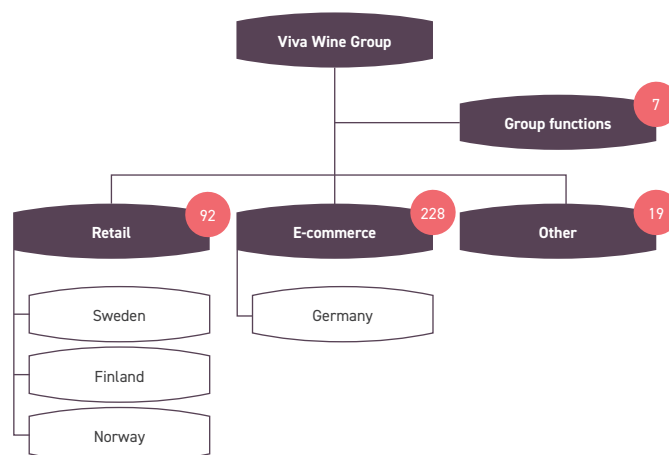 Viva Wine Group
7
Group functions
92
Retail
228
E-commerce
19
Other
Sweden
Germany
Finland
Norway